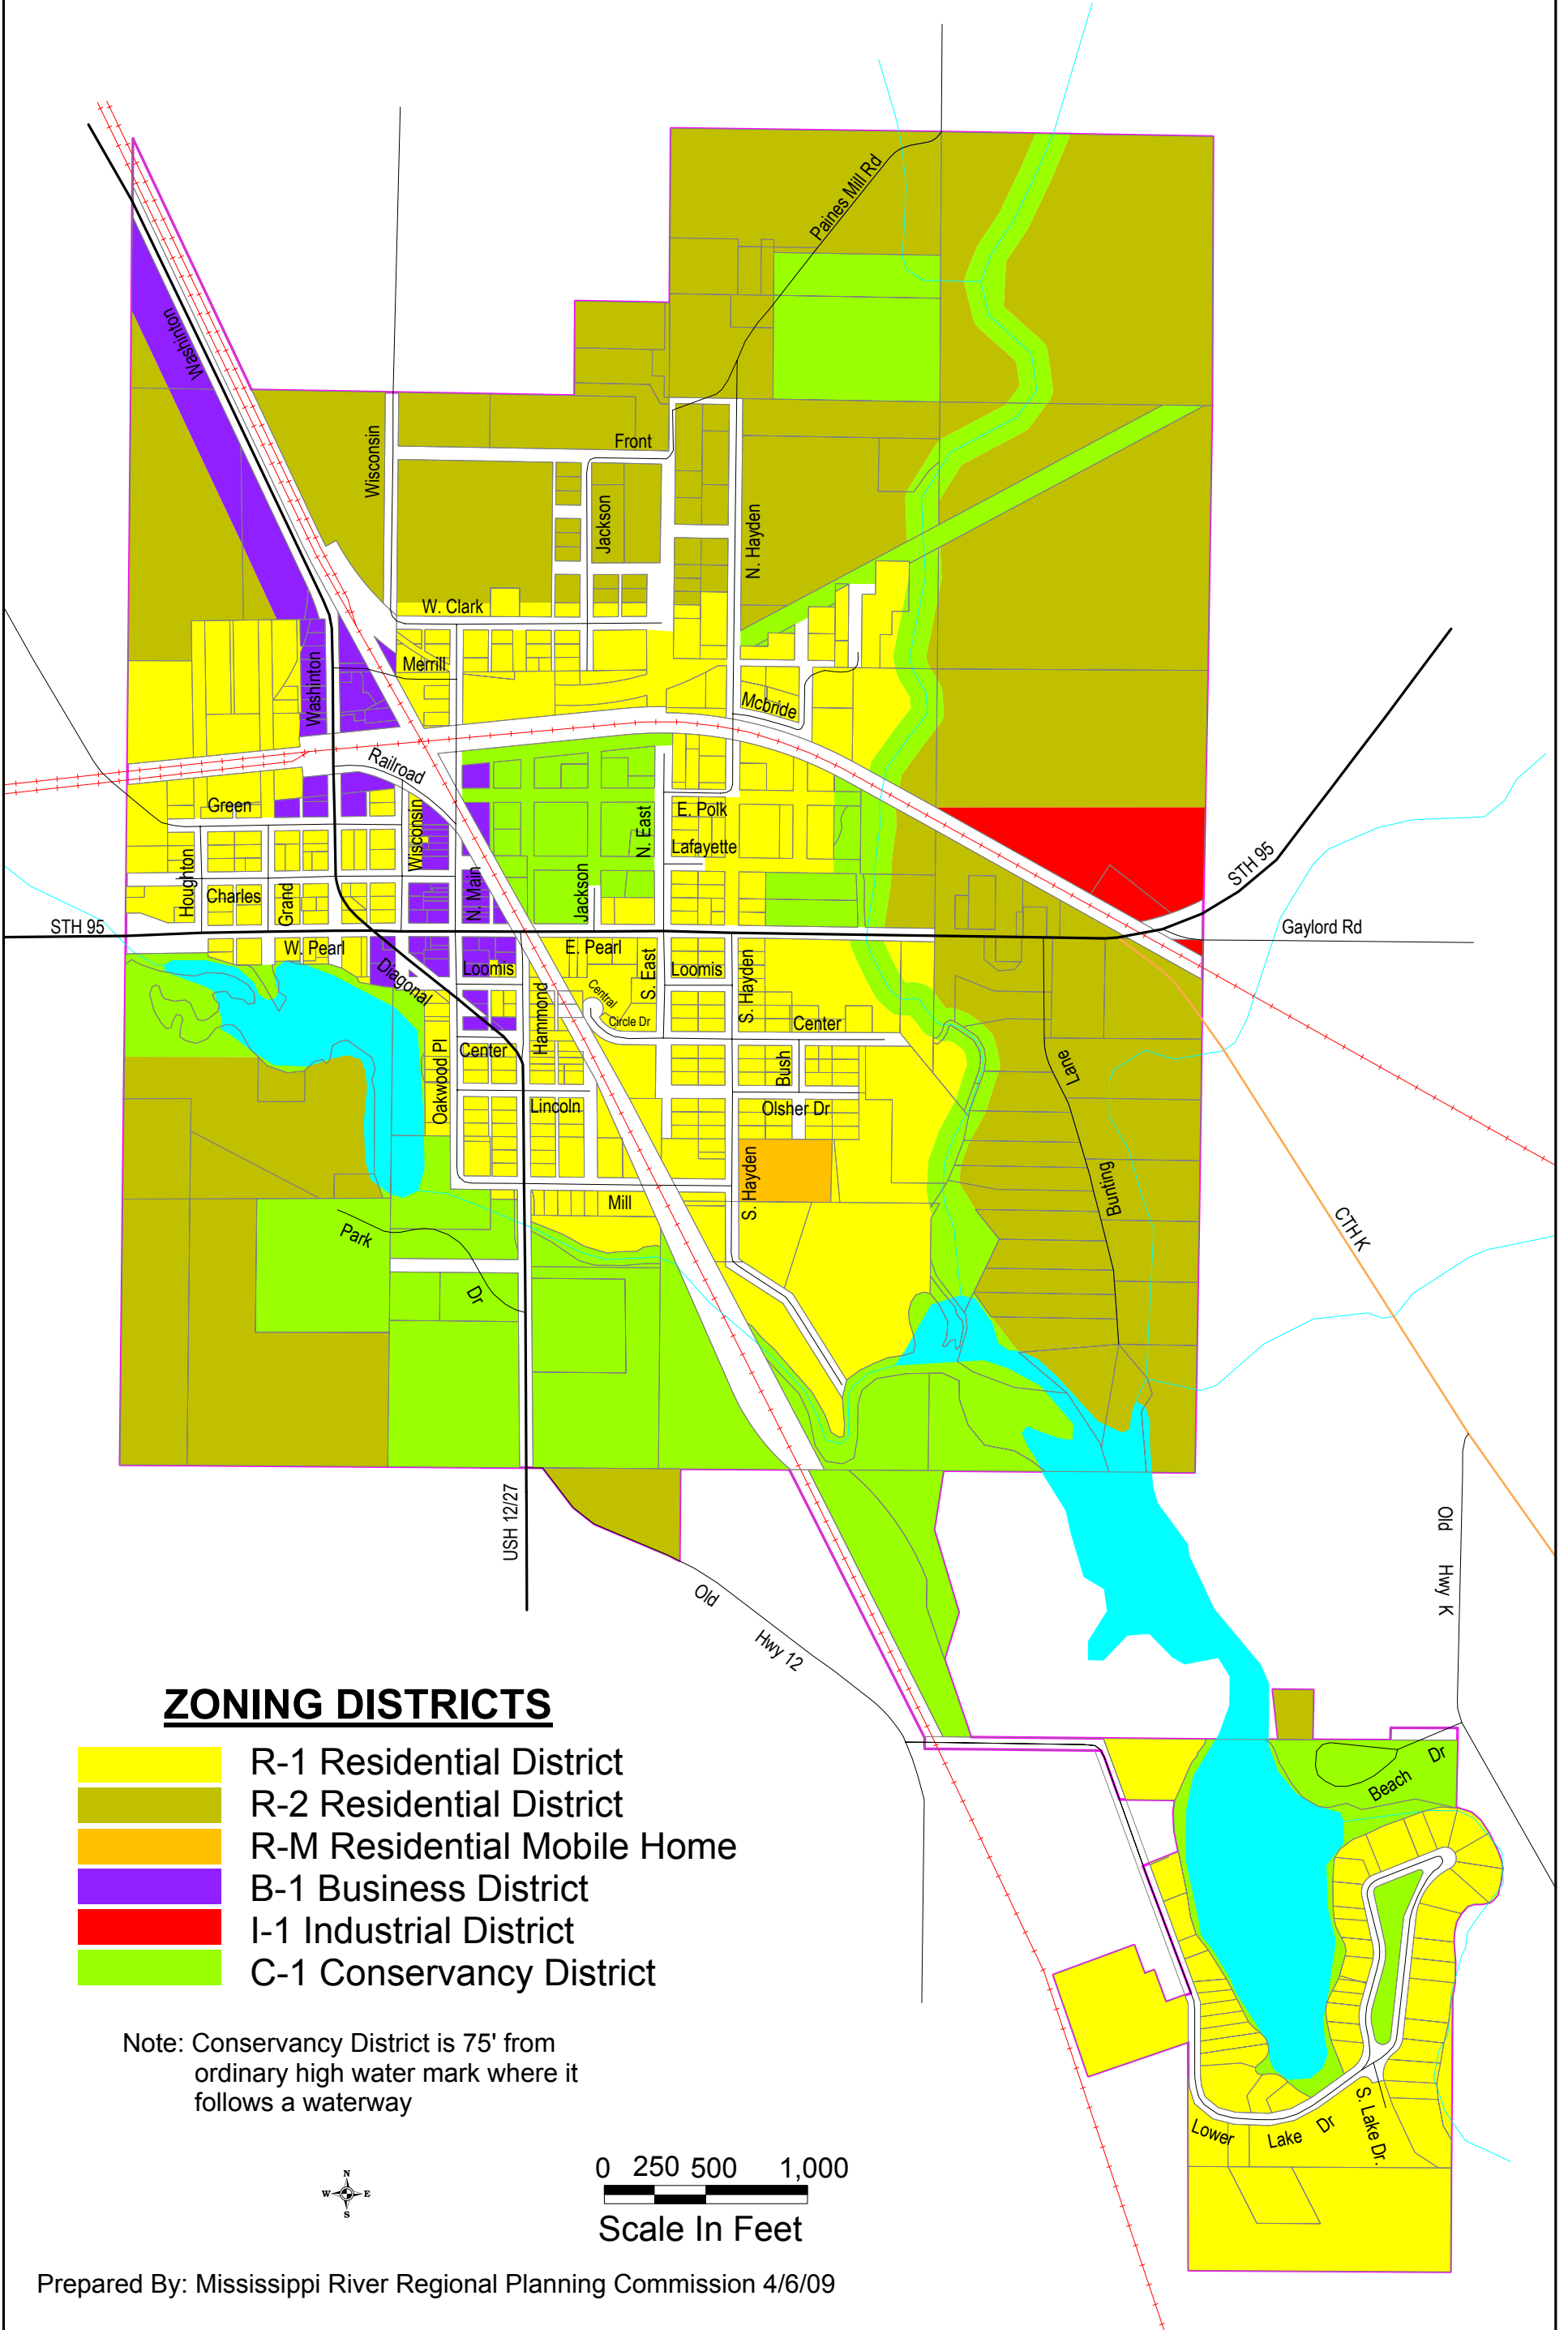 Paines Mill Rd
Washinton
Wisconsin
Front
Jackson
N. Hayden
W. Clark
Merrill
Washinton
Mcbride
Railroad
Green
Wisconsin
N. East
E. Polk
Lafayette
Houghton
Charles
Grand
N. Main
Jackson
STH 95
STH 95
Gaylord Rd
W. Pearl
E. Pearl
Diagonal
Loomis
S. East
Loomis
S. Hayden
Central
Circle Dr
Hammond
Center
Center
Oakwood Pl
Bush
Lane
Lincoln
Olsher Dr
S. Hayden
Bunting
Mill
Park
Dr
CTH K
USH 12/27
Old
Hwy K
Old
Hwy 12
Beach
Dr
ZONING DISTRICTS
R-1 Residential District
R-2 Residential District
R-M Residential Mobile Home
B-1 Business District
I-1 Industrial District
C-1 Conservancy District
Note: Conservancy District is 75' from
ordinary high water mark where it
follows a waterway
Lower
Lake
Dr
S. Lake Dr.
N
W
E
S
0 250 500 1,000
Scale In Feet
Prepared By: Mississippi River Regional Planning Commission 4/6/09